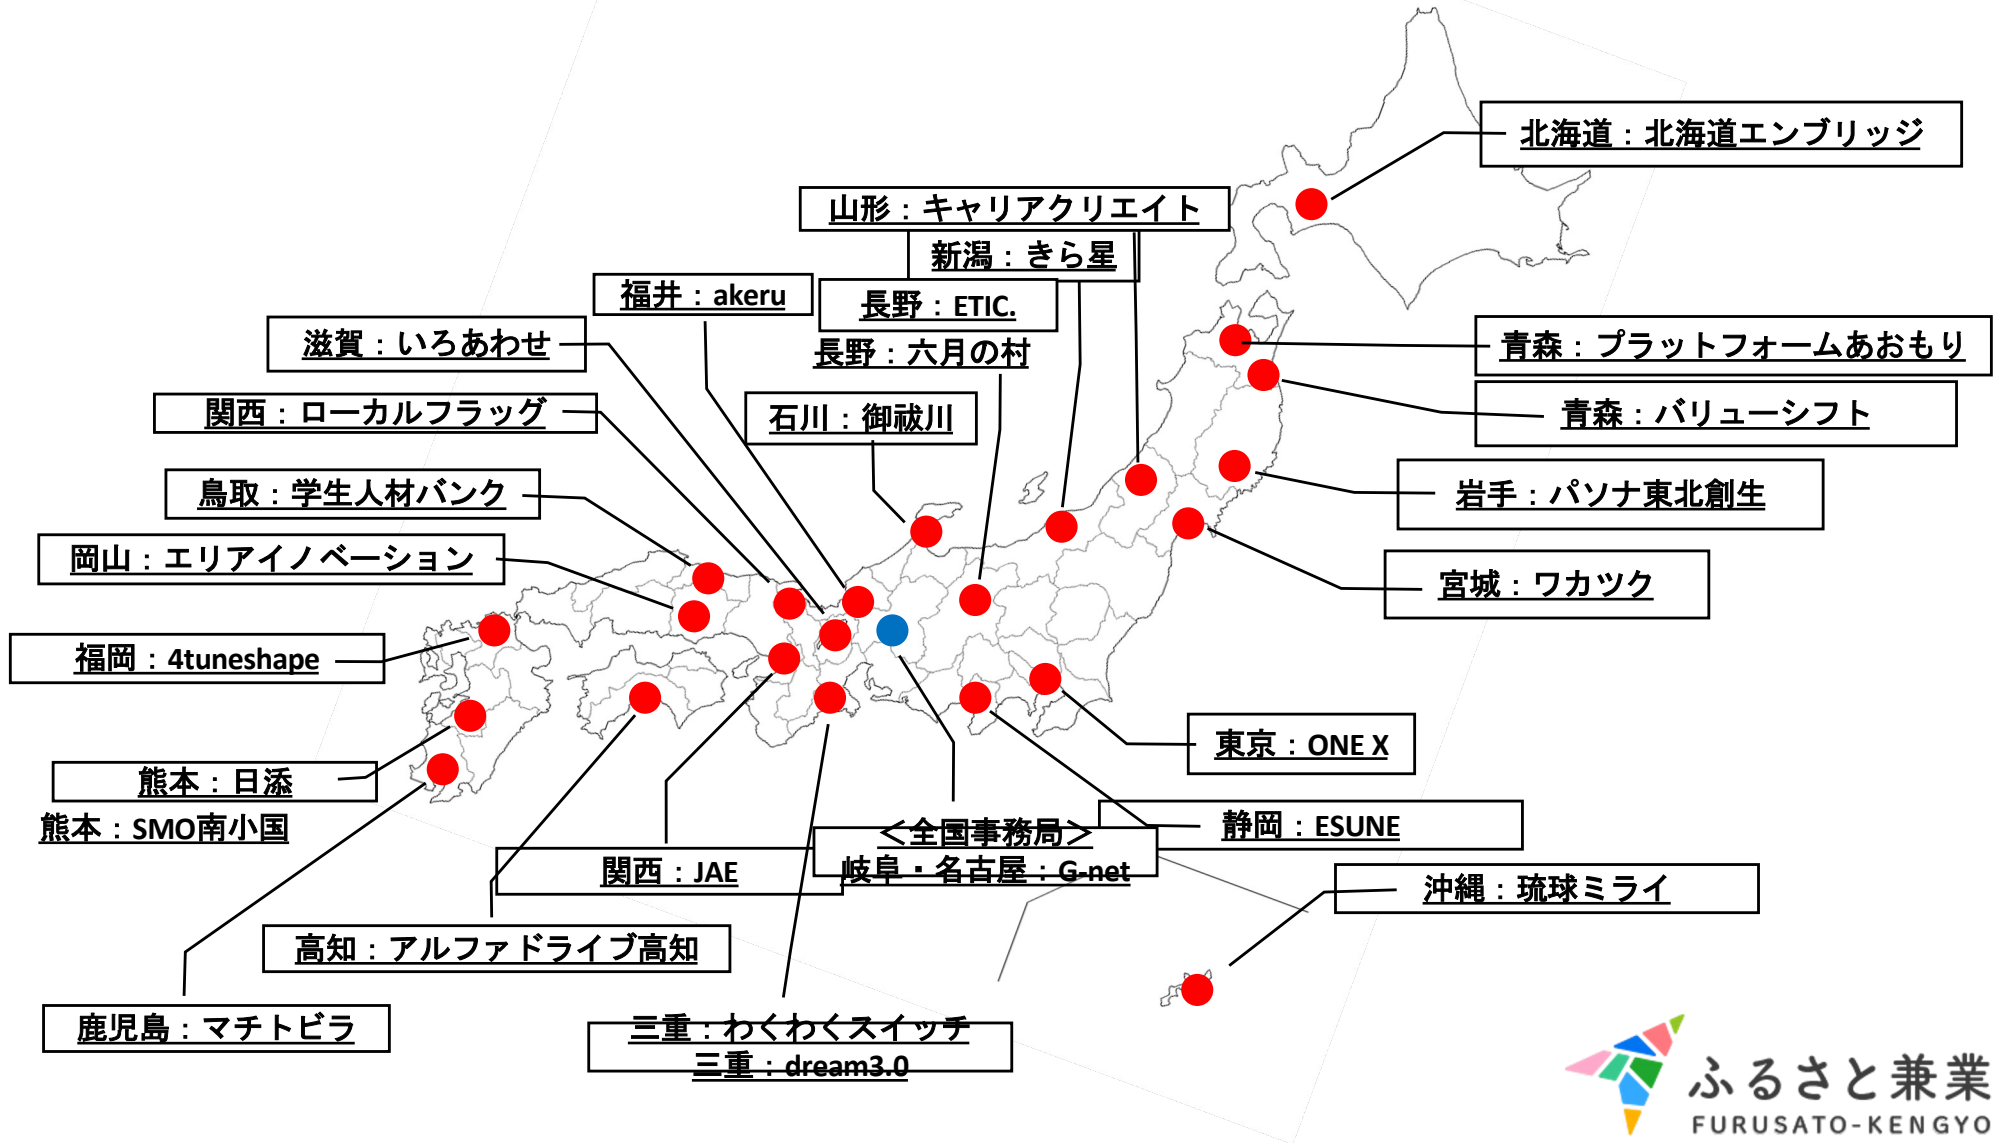 北海道：北海道エンブリッジ
山形：キャリアクリエイト
新潟：きら星
福井：akeru
長野：ETIC.
滋賀：いろあわせ
長野：六月の村
青森：プラットフォームあおもり
関西：ローカルフラッグ
石川：御祓川
青森：バリューシフト
鳥取：学生人材バンク
岩手：パソナ東北創生
岡山：エリアイノベーション
宮城：ワカツク
福岡：4tuneshape
東京：ONE X
熊本：日添
熊本：SMO南小国
静岡：ESUNE
＜全国事務局＞
岐阜・名古屋：G-net
関西：JAE
沖縄：琉球ミライ
高知：アルファドライブ高知
鹿児島：マチトビラ
三重：わくわくスイッチ
三重：dream3.0
ふるさと兼業
FURUSATO-KENGYO